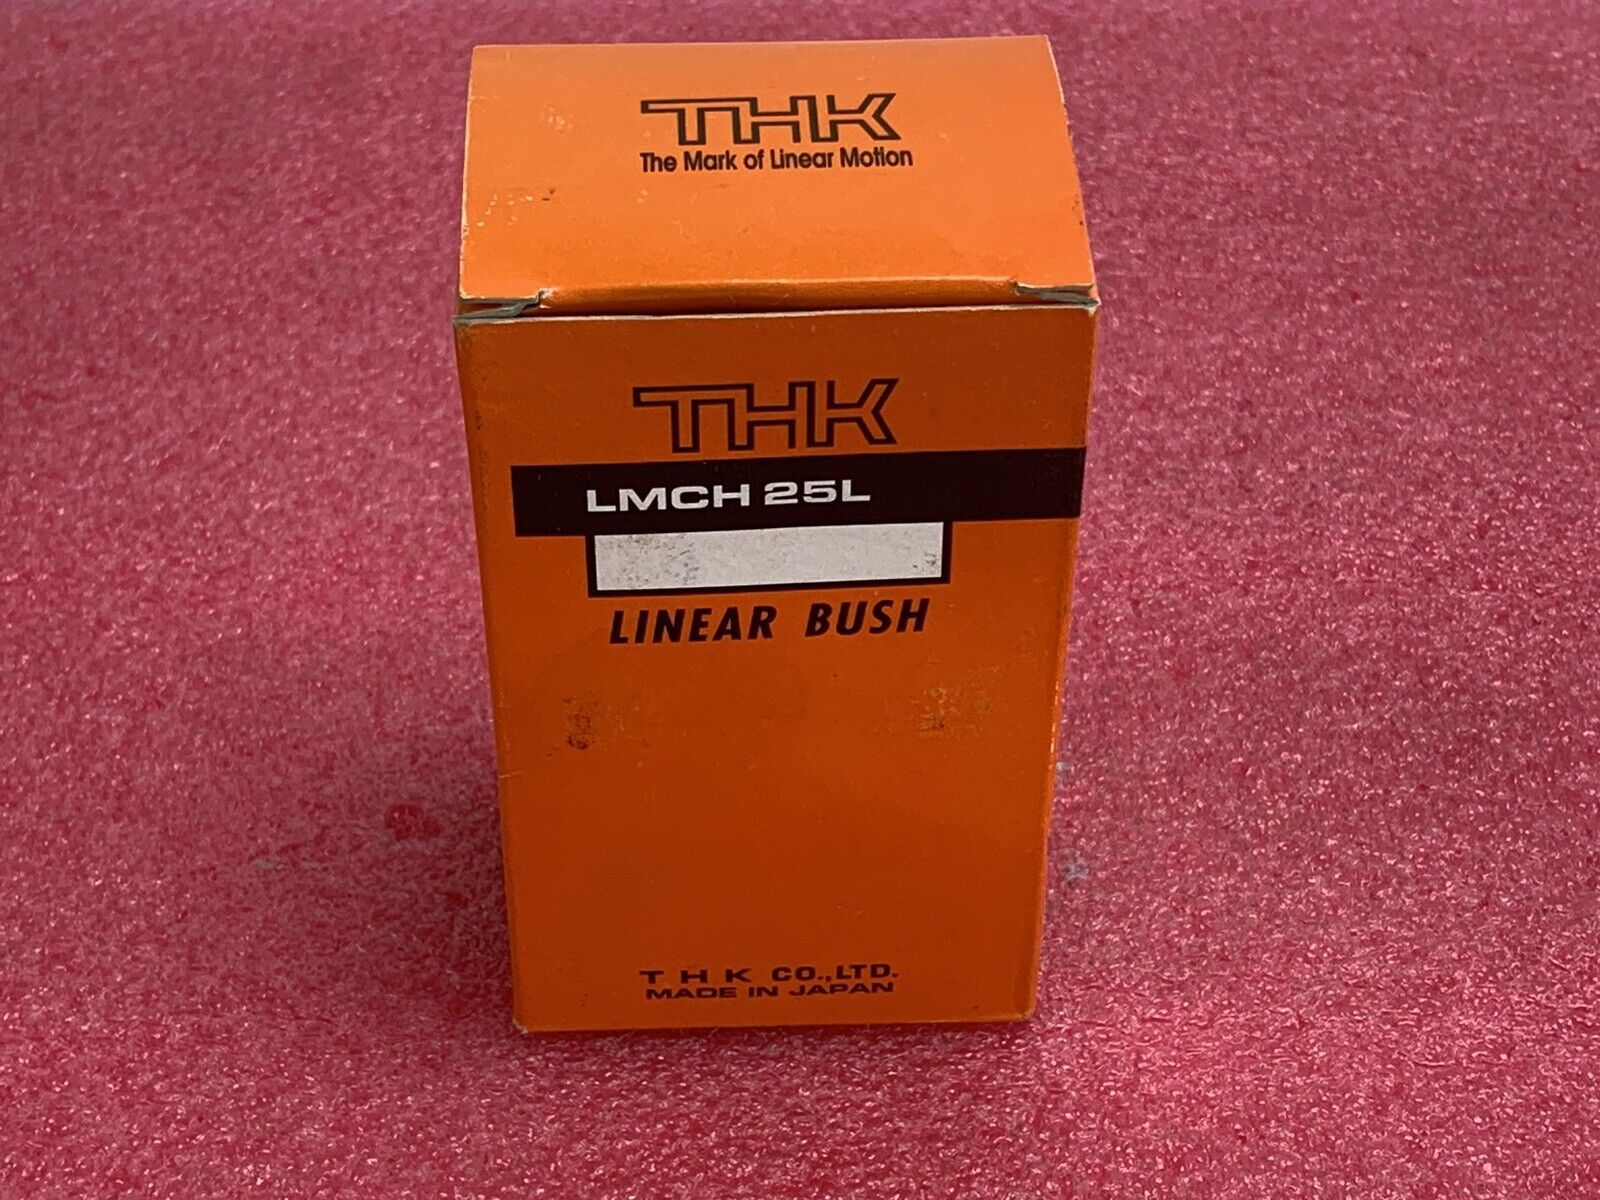 THK
The Mark of Linear Motion
THK
LMCH 25L
LINEAR BUSH
T H K CO.,LTD.
MADE IN JAPAN